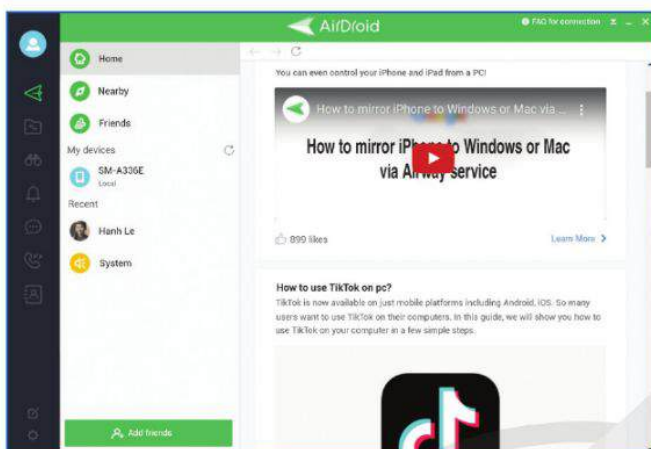 AirDroid
FAQ for connection
Home
Nearby
Friends
My devices
SM-A336E
Local
Recent
Hanh Le
System
Add friends
You can even control your iPhone and iPad from a PC!
How to mirror iPhone to Windows or Mac via ...
How to mirror iPhone to Windows or Mac
via Airway service
899 likes
Learn More
How to use TikTok on pc?
TikTok is now available on just mobile platforms including Android, iOS. So many
users want to use TikTok on their computers. In this guide, we will show you how to
use TikTok on your computer in a few simple steps.